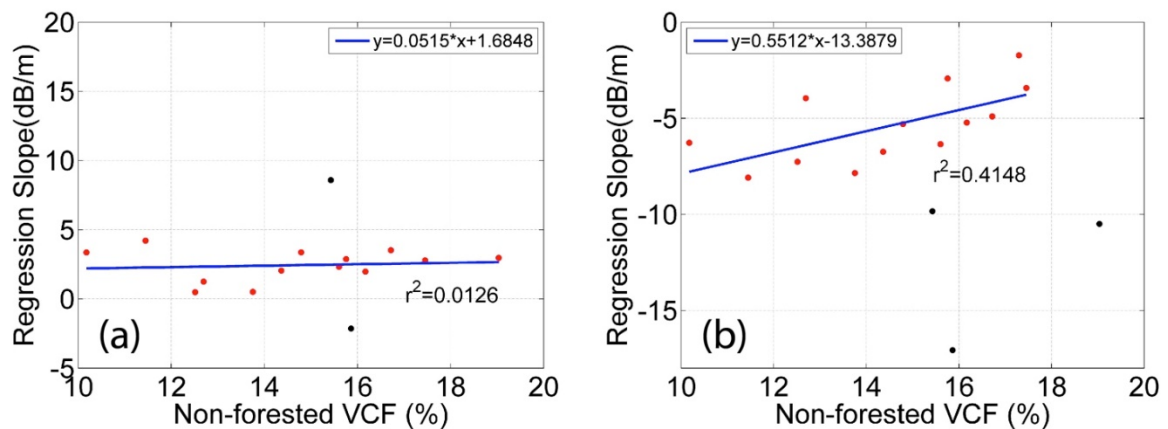 20
15
10
5
0
-5
Regression Slope(dB/m)
y=0.0515*x+1.6848
r²=0.0126
(a)
10 12 14 16 18 20
Non-forested VCF (%)
0
-5
-10
-15
Regression Slope(dB/m)
y=0.5512*x-13.3879
r²=0.4148
(b)
10 12 14 16 18 20
Non-forested VCF (%)